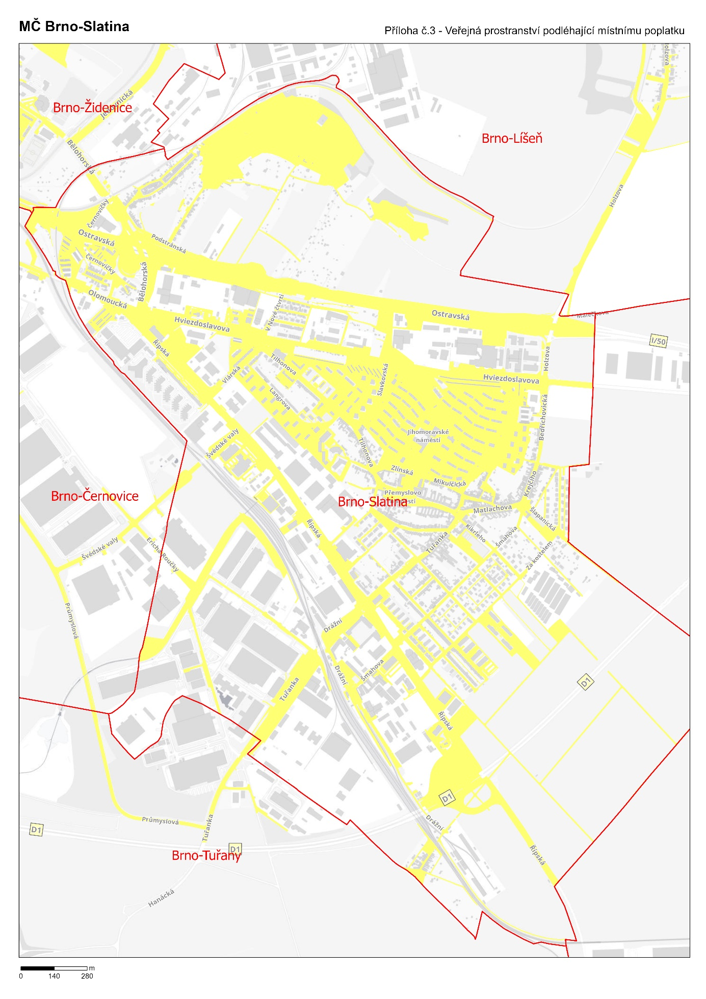 MČ Brno-Slatina
Příloha č.3 - Veřejná prostranství podléhající místnímu poplatku
Holzova
Brno-Židenice
Jedovnická
Brno-Líšeň
Bělohorská
Holzova
Černovičky
Ostravská
Podstránská
Černovičky
Bělohorská
Olomoucká
V Nové čtvrti
Hviezdoslavova
Ostravská
Malečkova
I/50
Řípská
Tilhonova
Vlárská
Slavkovská
Holzova
Hviezdoslavova
Langrova
Bedřichovická
Jihomoravské
náměstí
Švédské valy
Tilhonova
Zlínská
Mikulčická
Krejčího
Brno-Černovice
Přemyslovo
náměstí
Brno-Slatina
Matlachova
Šlapanická
Řípská
Kikrleho
Šmahova
Tuřanka
Švédské valy
Ericha Roučky
Za kostelem
Průmyslová
Drážní
Drážní
Šmahova
Tuřanka
D1
Řípská
D1
Průmyslová
Tuřanka
Drážní
D1
D1
Brno-Tuřany
Řípská
Hanácká
m
0 140 280